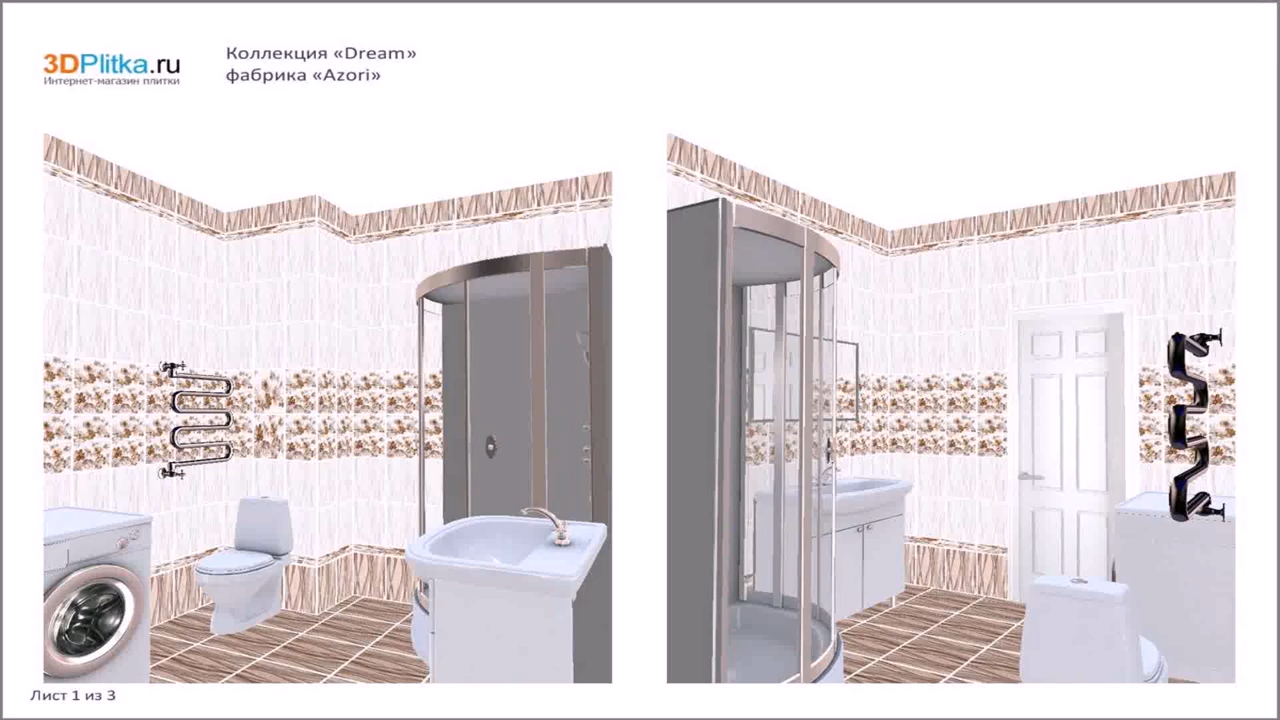 3DPlitka.ru
Интернет-магазин плитки
Коллекция «Dream»
фабрика «Azori»
Лист 1 из 3